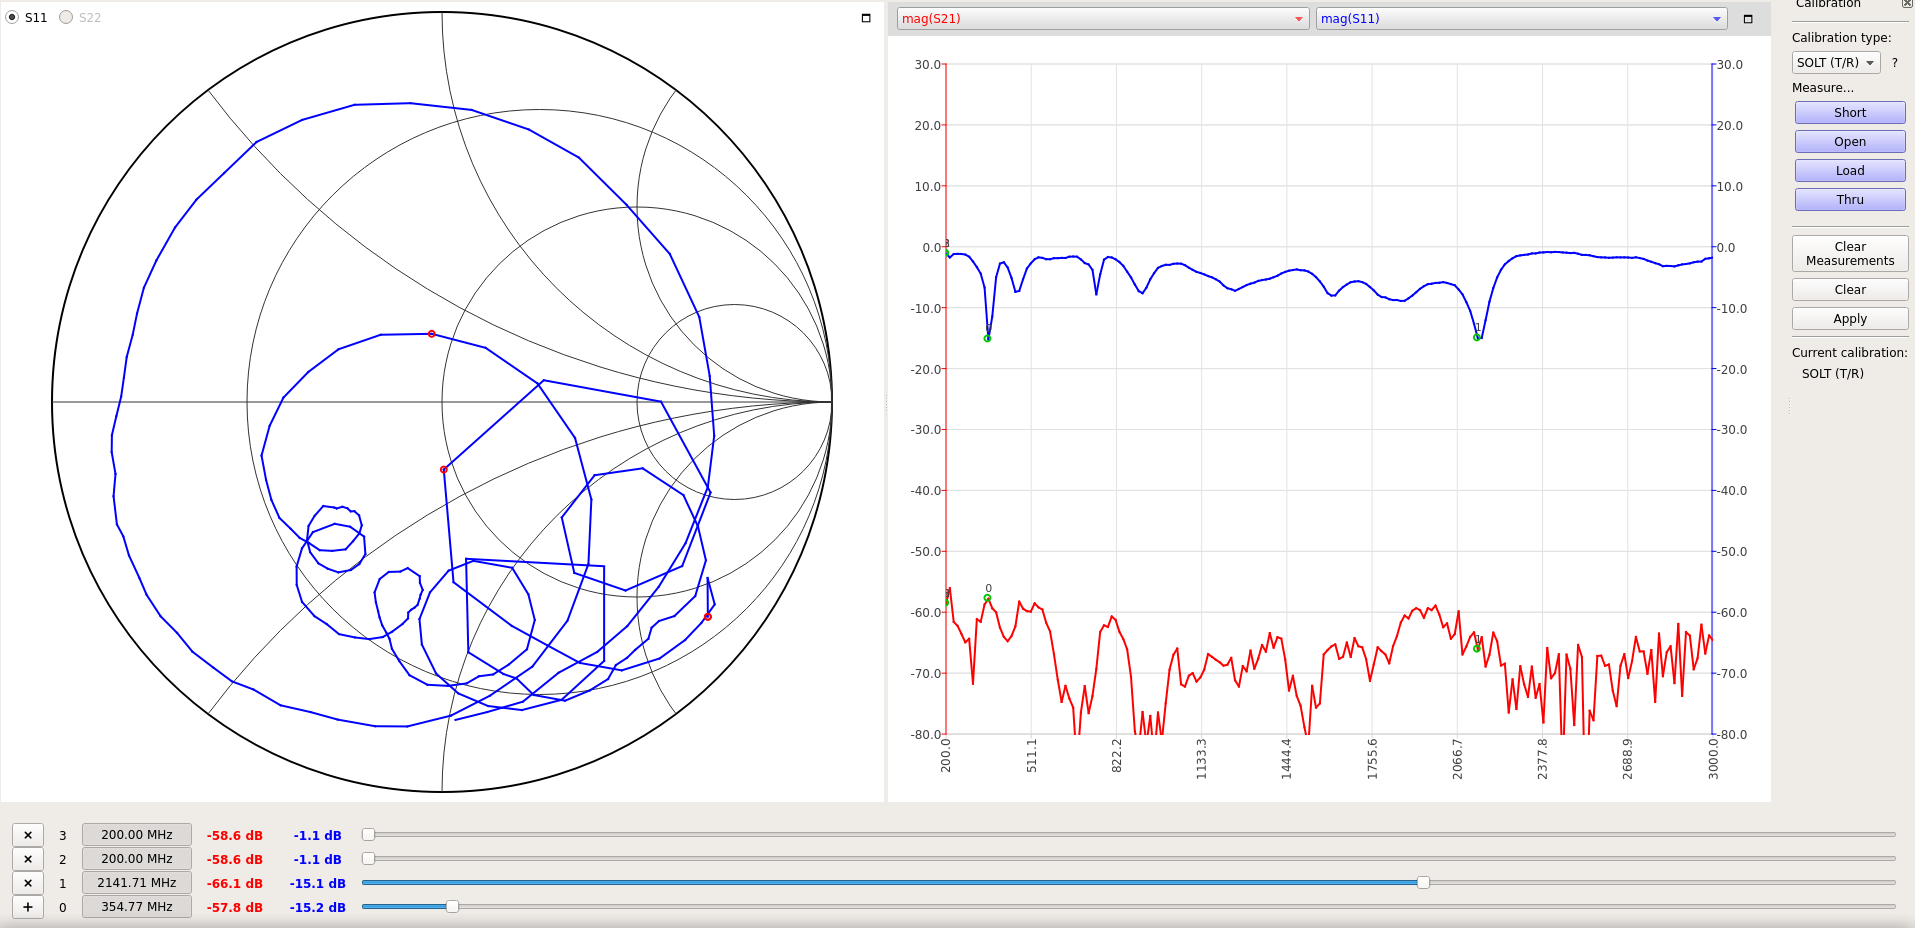 S11 S22
mag(S21) mag(S11)
Calibration
Calibration type:
SOLT (T/R) ?
Measure...
Short
Open
Load
Thru
Clear
Measurements
Clear
Apply
Current calibration:
SOLT (T/R)
30.0 30.0
20.0 20.0
10.0 10.0
0.0 0.0
-10.0 -10.0
1
-20.0 -20.0
-30.0 -30.0
-40.0 -40.0
-50.0 -50.0
0
-60.0 -60.0
1
-70.0 -70.0
-80.0 -80.0
200.0 511.1 822.2 1133.3 1444.4 1755.6 2066.7 2377.8 2688.9 3000.0
× 3 200.00 MHz -58.6 dB -1.1 dB
× 2 200.00 MHz -58.6 dB -1.1 dB
× 1 2141.71 MHz -66.1 dB -15.1 dB
+ 0 354.77 MHz -57.8 dB -15.2 dB